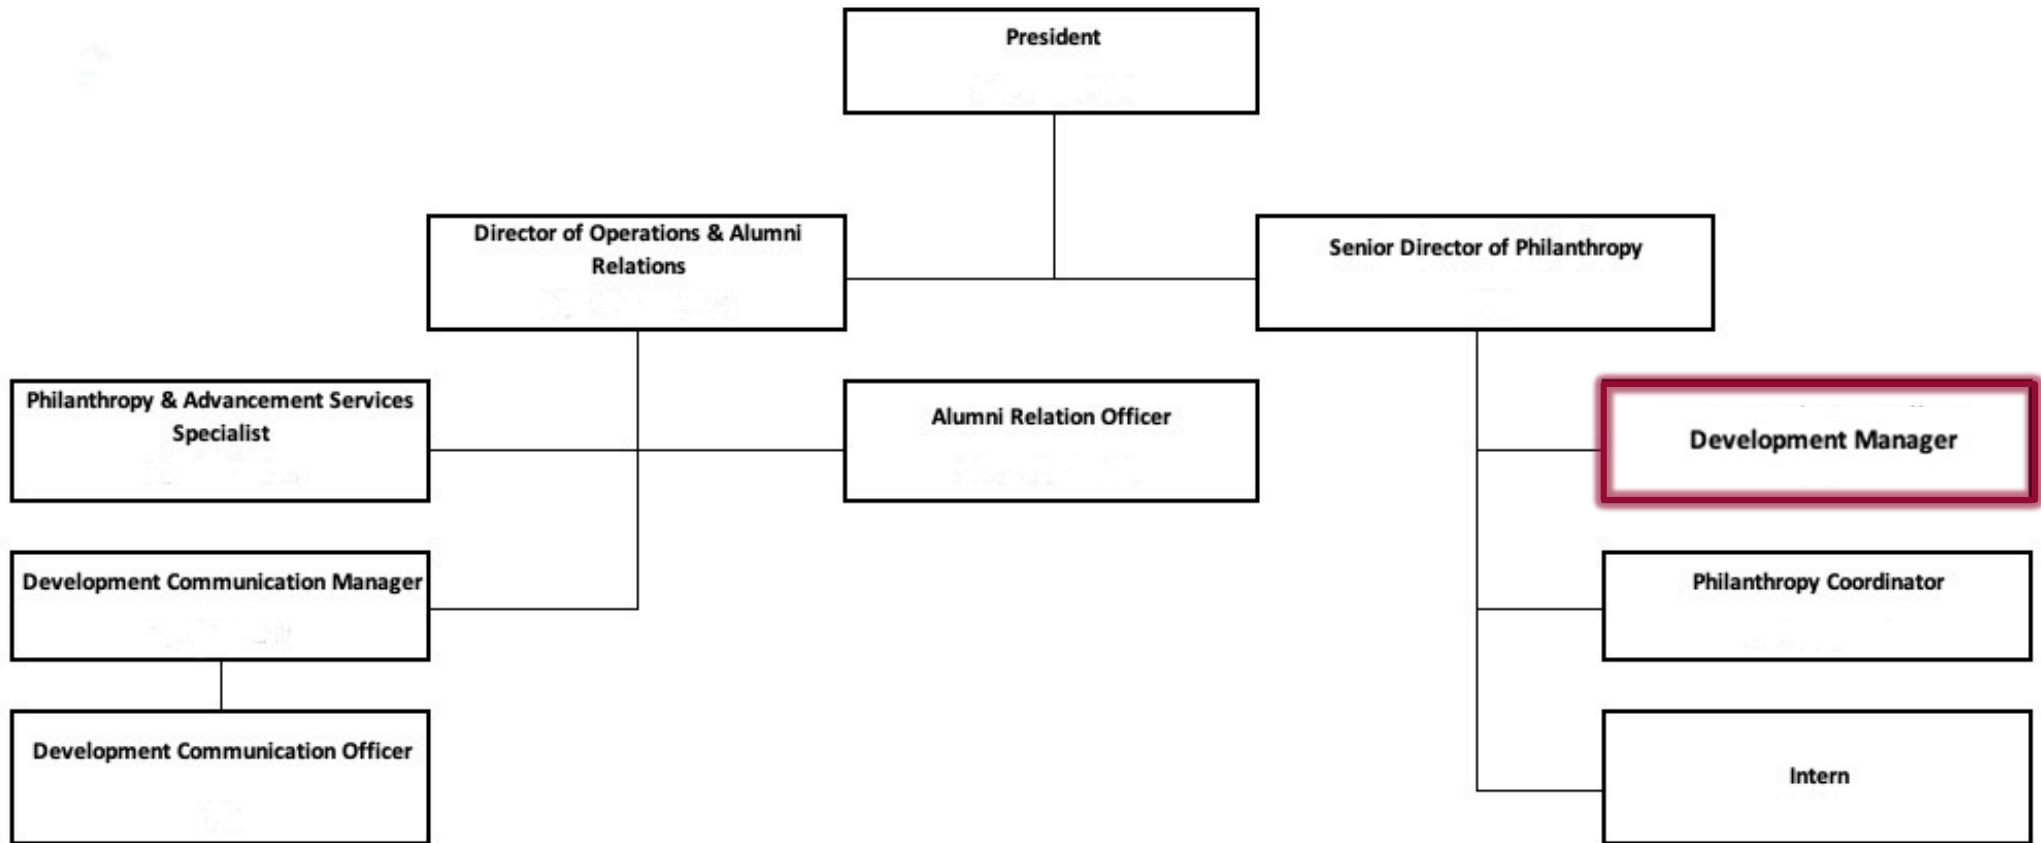 President
Director of Operations & Alumni
Relations
Senior Director of Philanthropy
Philanthropy & Advancement Services
Specialist
Alumni Relation Officer
Development Manager
Development Communication Manager
Philanthropy Coordinator
Development Communication Officer
Intern